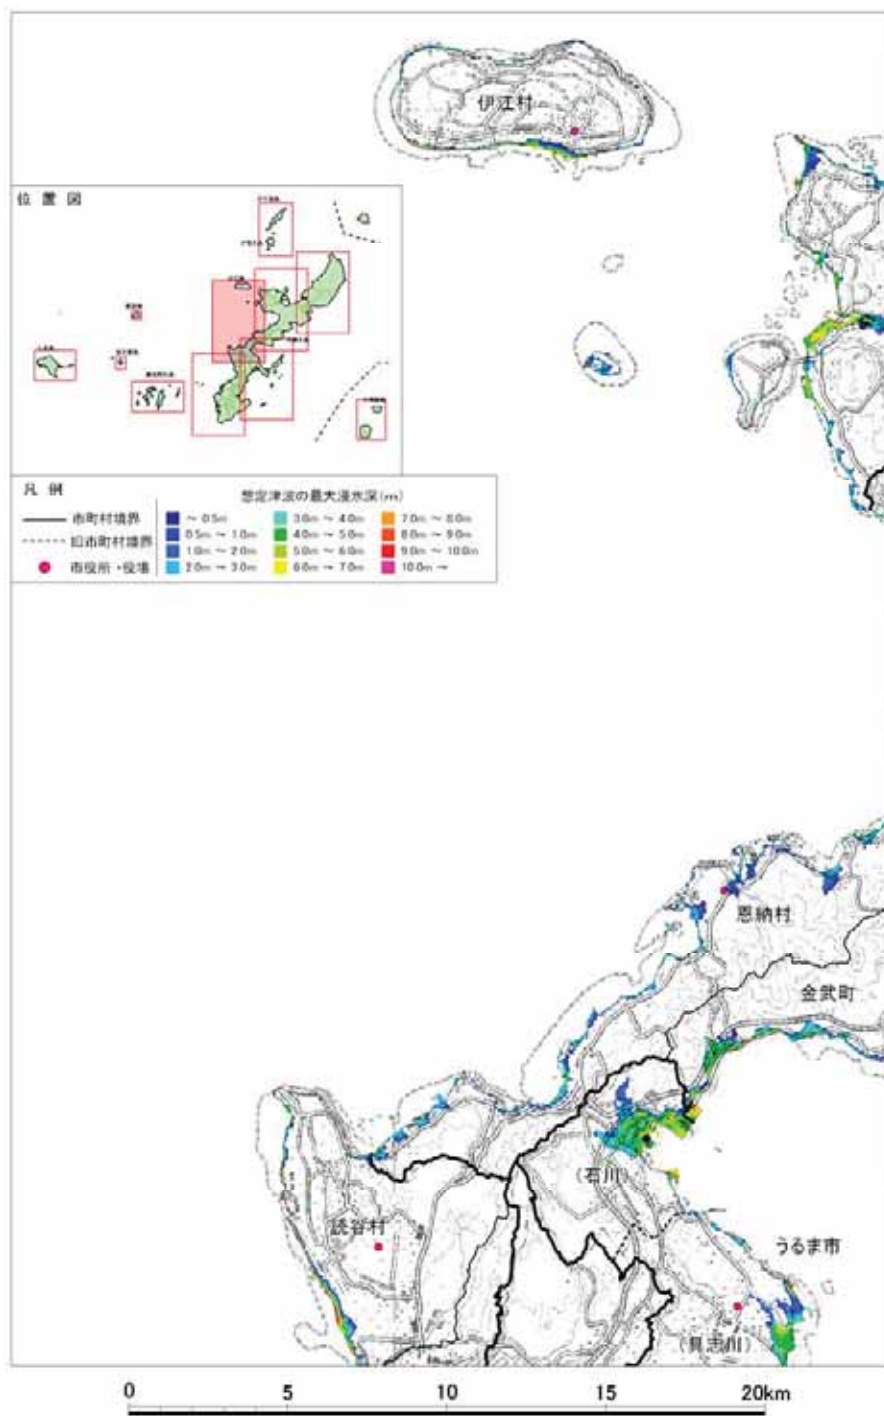 伊江村
位置図
凡例
市町村境界
旧市町村境界
市役所・役場
想定津波の最大浸水深(m)
～ 0.5m
0.5m ～ 1.0m
1.0m ～ 2.0m
2.0m ～ 3.0m
3.0m ～ 4.0m
4.0m ～ 5.0m
5.0m ～ 6.0m
6.0m ～ 7.0m
7.0m ～ 8.0m
8.0m ～ 9.0m
9.0m ～ 10.0m
10.0m ～
恩納村
金武町
(石川)
読谷村
うるま市
(具志川)
0 5 10 15 20km